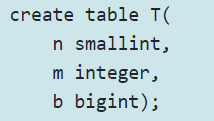 create table T(
    n smallint,
    m integer,
    b bigint);